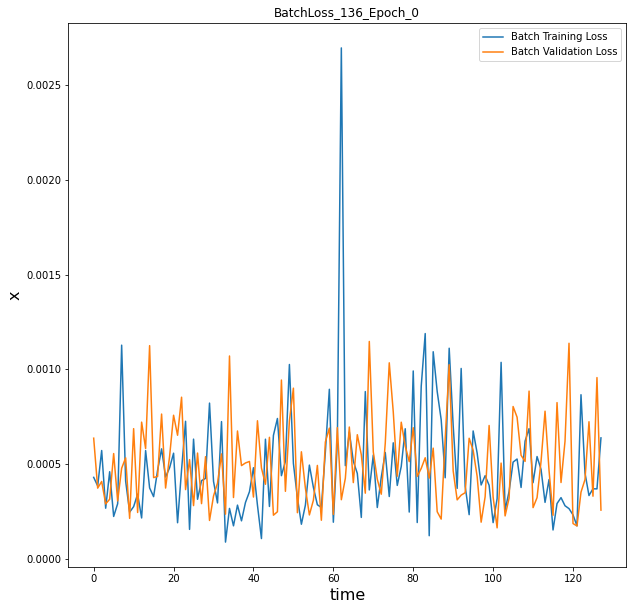 BatchLoss_136_Epoch_0
Batch Training Loss
Batch Validation Loss
0.0025
0.0020
0.0015
0.0010
0.0005
0.0000
x
0 20 40 60 80 100 120
time